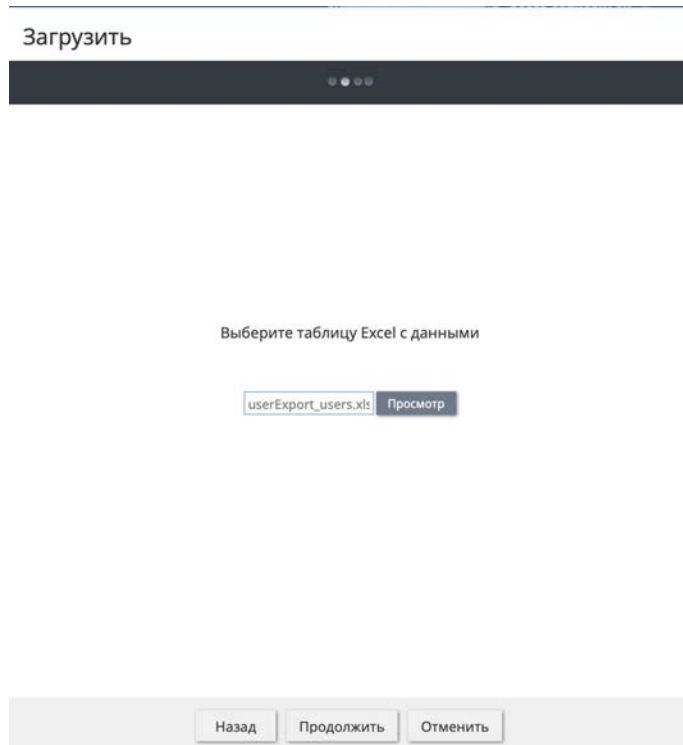 Загрузить
Выберите таблицу Excel с данными
userExport_users.xls Просмотр
Назад Продолжить Отменить